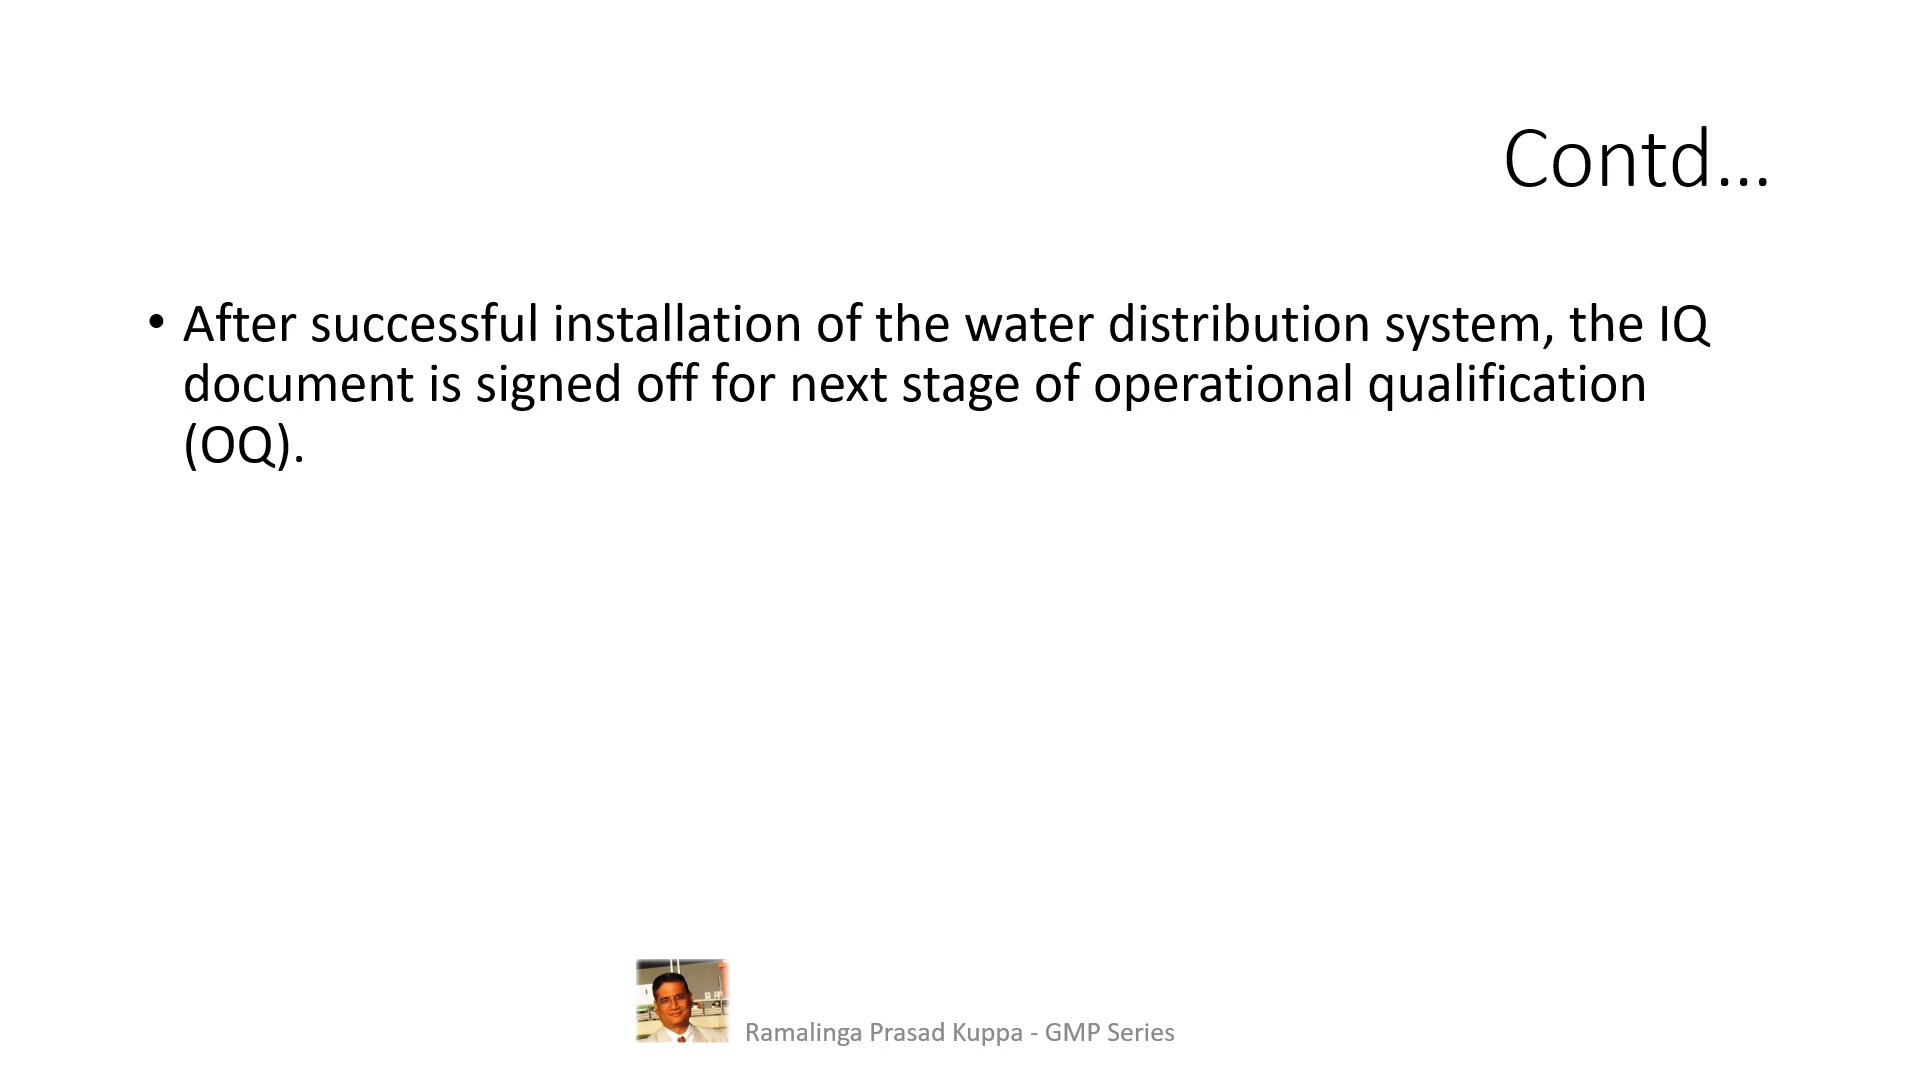 Contd...
• After successful installation of the water distribution system, the IQ
document is signed off for next stage of operational qualification
(OQ).
Ramalinga Prasad Kuppa - GMP Series